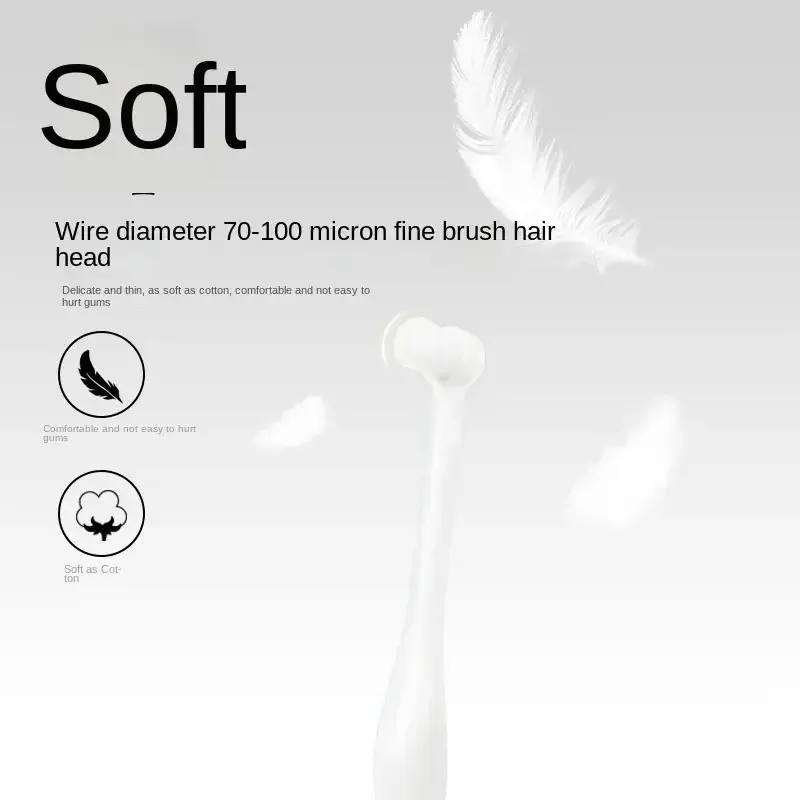 Soft
Wire diameter 70-100 micron fine brush hair
head
Delicate and thin, as soft as cotton, comfortable and not easy to
hurt gums
Comfortable and not easy to hurt
gums
Soft as Cot-
ton